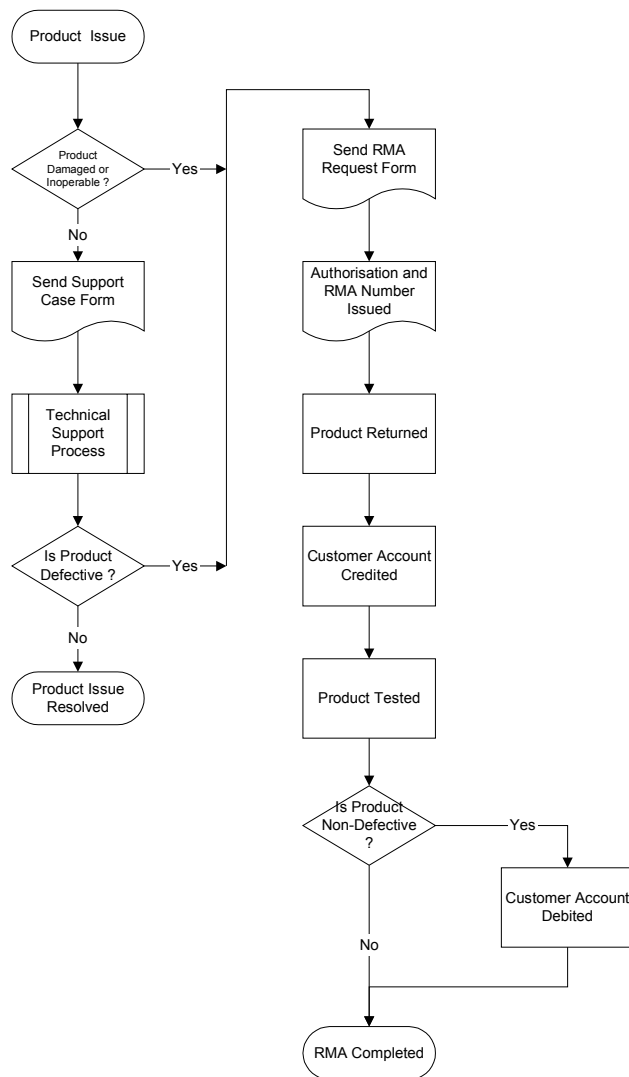 Product Issue
Product
Damaged or
Inoperable ?
Yes
No
Send Support
Case Form
Technical
Support
Process
Is Product
Defective ?
Yes
No
Product Issue
Resolved
Send RMA
Request Form
Authorisation and
RMA Number
Issued
Product Returned
Customer Account
Credited
Product Tested
Is Product
Non-Defective
?
Yes
Customer Account
Debited
No
RMA Completed